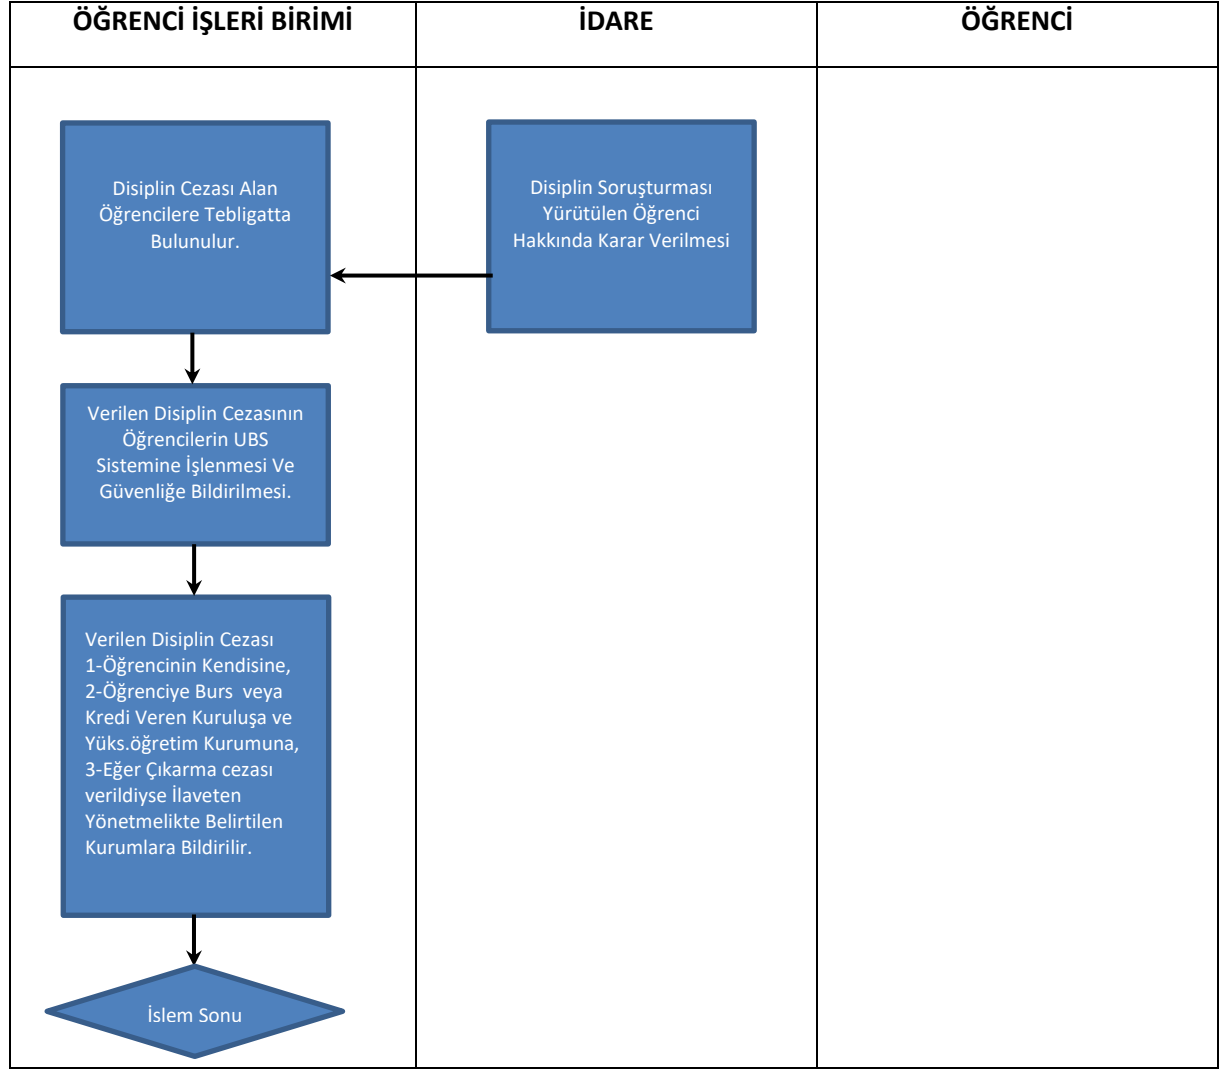 ÖĞRENCİ İŞLERİ BİRİMİ
İDARE
ÖĞRENCİ
Disiplin Cezası Alan
Öğrencilere Tebligatta
Bulunulur.
Disiplin Soruşturması
Yürütülen Öğrenci
Hakkında Karar Verilmesi
Verilen Disiplin Cezasının
Öğrencilerin UBS
Sistemine İşlenmesi Ve
Güvenliğe Bildirilmesi.
Verilen Disiplin Cezası
1-Öğrencinin Kendisine,
2-Öğrenciye Burs  veya
Kredi Veren Kuruluşa ve
Yüks.öğretim Kurumuna,
3-Eğer Çıkarma cezası
verildiyse İlaveten
Yönetmelikte Belirtilen
Kurumlara Bildirilir.
İslem Sonu